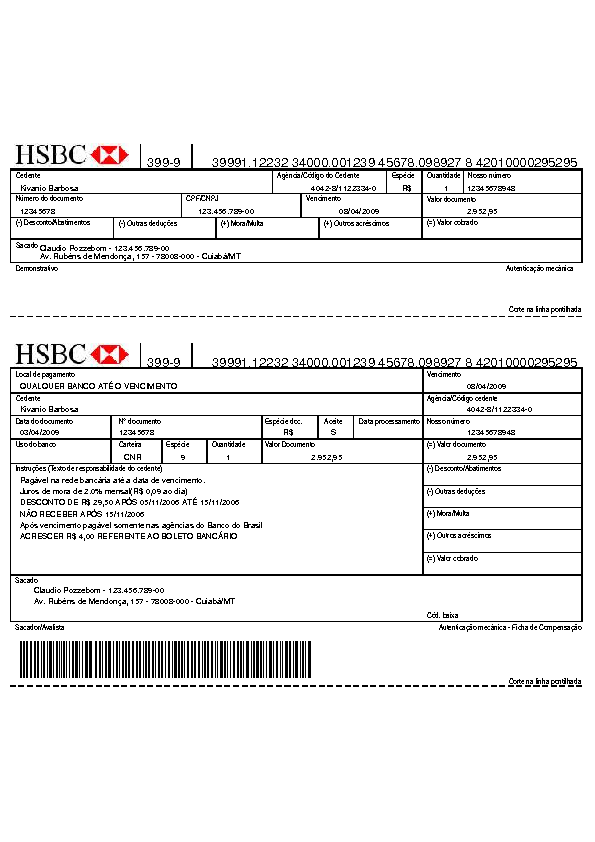 HSBC 399-9 39991.12232 34000.001239 45678.098927 8 42010000295295
Cedente Agência/Código do Cedente Espécie Quantidade Nosso número
Kivanio Barbosa 4042-8/1122334-0 R$ 1 12345678948
Número do documento CPF/CNPJ Vencimento Valor documento
12345678 123.456.789-00 08/04/2009 2.952,95
(-) Desconto/Abatimentos (-) Outras deduções (+) Mora/Multa (+) Outros acréscimos (=) Valor cobrado
Sacado Claudio Pozzebom - 123.456.789-00
Av. Rubéns de Mendonça, 157 - 78008-000 - Cuiabá/MT
Demonstrativo Autenticação mecânica
Corte na linha pontilhada
HSBC 399-9 39991.12232 34000.001239 45678.098927 8 42010000295295
Local de pagamento Vencimento
QUALQUER BANCO ATÉ O VENCIMENTO 08/04/2009
Cedente Agência/Código cedente
Kivanio Barbosa 4042-8/1122334-0
Data do documento Nº documento Espécie doc. Aceite Data processamento Nosso número
03/04/2009 12345678 R$ S 12345678948
Uso do banco Carteira Espécie Quantidade Valor Documento (=) Valor documento
CNR 9 1 2.952,95 2.952,95
Instruções (Texto de responsabilidade do cedente) (-) Desconto/Abatimentos
Pagável na rede bancária até a data de vencimento.
Juros de mora de 2.0% mensal(R$ 0,09 ao dia) (-) Outras deduções
DESCONTO DE R$ 29,50 APÓS 05/11/2006 ATÉ 15/11/2006
NÃO RECEBER APÓS 15/11/2006 (+) Mora/Multa
Após vencimento pagável somente nas agências do Banco do Brasil
ACRESCER R$ 4,00 REFERENTE AO BOLETO BANCÁRIO (+) Outros acréscimos
(=) Valor cobrado
Sacado
Claudio Pozzebom - 123.456.789-00
Av. Rubéns de Mendonça, 157 - 78008-000 - Cuiabá/MT
Cód. baixa
Sacador/Avalista Autenticação mecânica - Ficha de Compensação
Corte na linha pontilhada